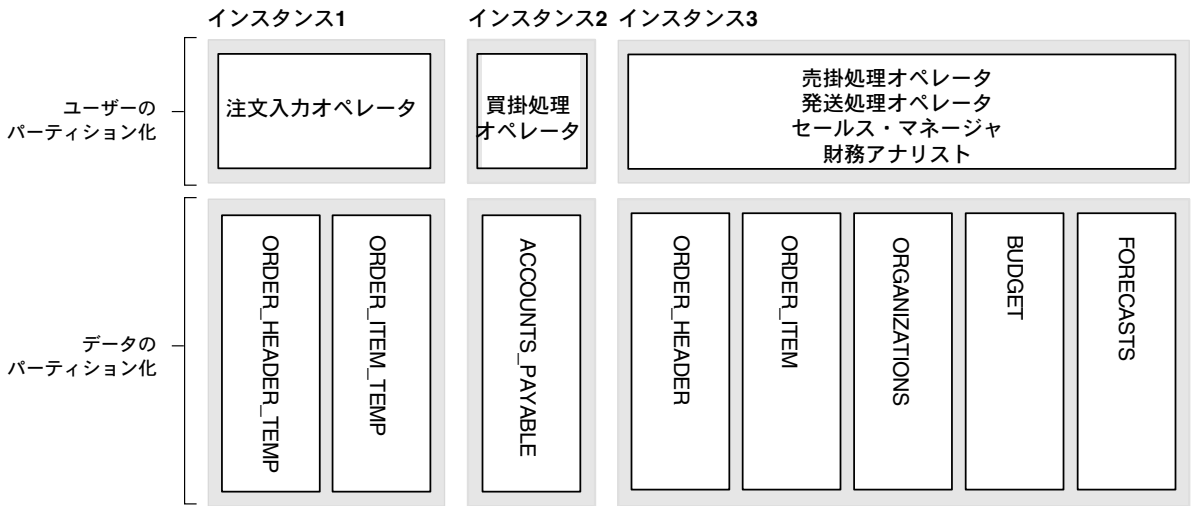 インスタンス1
インスタンス2
インスタンス3
ユーザーの
パーティション化
注文入力オペレータ
買掛処理
オペレータ
売掛処理オペレータ
発送処理オペレータ
セールス・マネージャ
財務アナリスト
データの
パーティション化
ORDER_HEADER_TEMP
ORDER_ITEM_TEMP
ACCOUNTS_PAYABLE
ORDER_HEADER
ORDER_ITEM
ORGANIZATIONS
BUDGET
FORECASTS